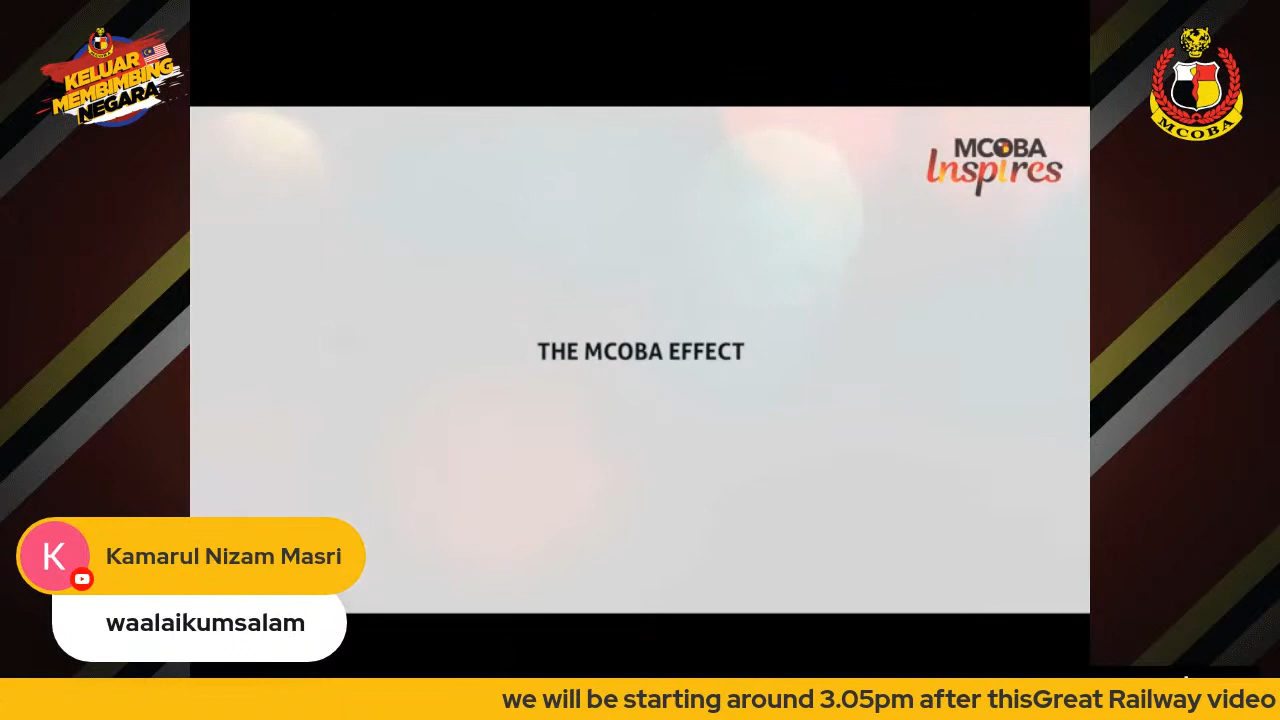 KELUAR
MEMBIMBING
NEGARA
MCOBA
MCOBA
Inspires
THE MCOBA EFFECT
K
Kamarul Nizam Masri
waalaikumsalam
we will be starting around 3.05pm after thisGreat Railway video